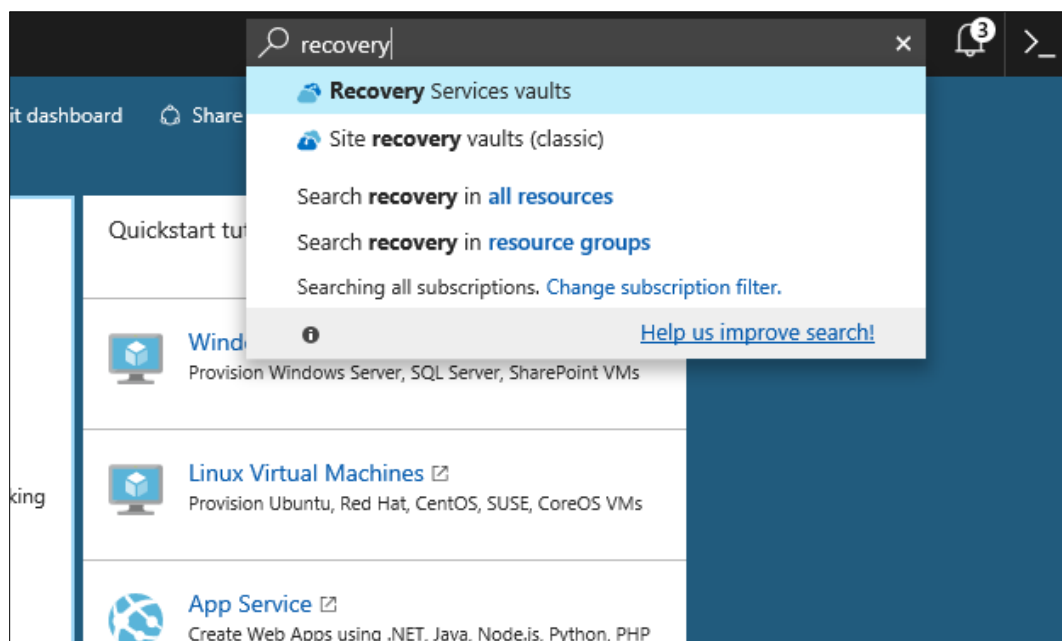 recovery
3
Recovery Services vaults
it dashboard
Share
Site recovery vaults (classic)
Search recovery in all resources
Quickstart tu
Search recovery in resource groups
Searching all subscriptions. Change subscription filter.
Help us improve search!
Wind
Provision Windows Server, SQL Server, SharePoint VMs
Linux Virtual Machines
king
Provision Ubuntu, Red Hat, CentOS, SUSE, CoreOS VMs
App Service
Create Web Apps using .NET, Java, Node.js, Python, PHP